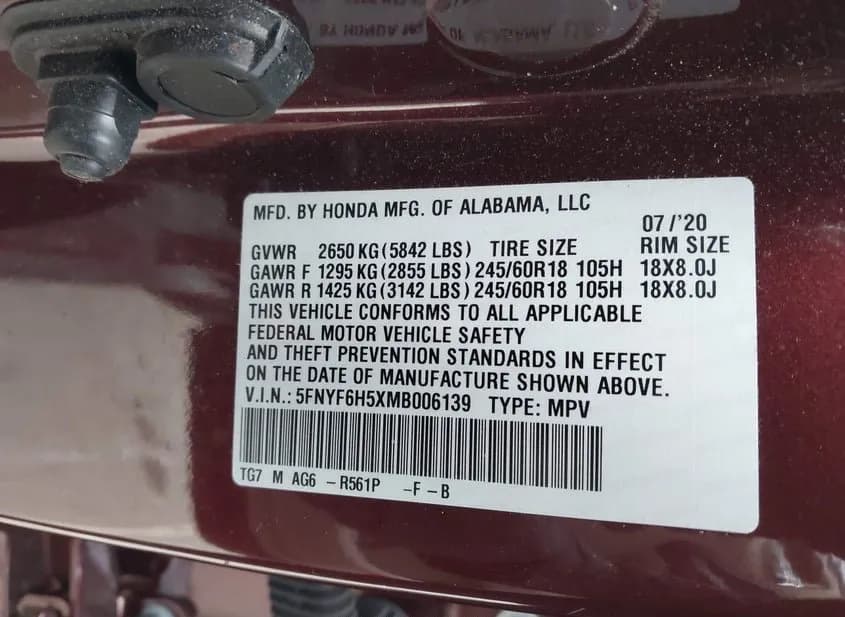 MFD. BY HONDA MFG. OF ALABAMA, LLC
07/'20
GVWR 2650 KG (5842 LBS) TIRE SIZE RIM SIZE
GAWR F 1295 KG (2855 LBS) 245/60R18 105H 18X8.0J
GAWR R 1425 KG (3142 LBS) 245/60R18 105H 18X8.0J
THIS VEHICLE CONFORMS TO ALL APPLICABLE
FEDERAL MOTOR VEHICLE SAFETY
AND THEFT PREVENTION STANDARDS IN EFFECT
ON THE DATE OF MANUFACTURE SHOWN ABOVE.
V.I.N.: 5FNYF6H5XMB006139 TYPE: MPV
TG7 M AG6 -R561P -F-B